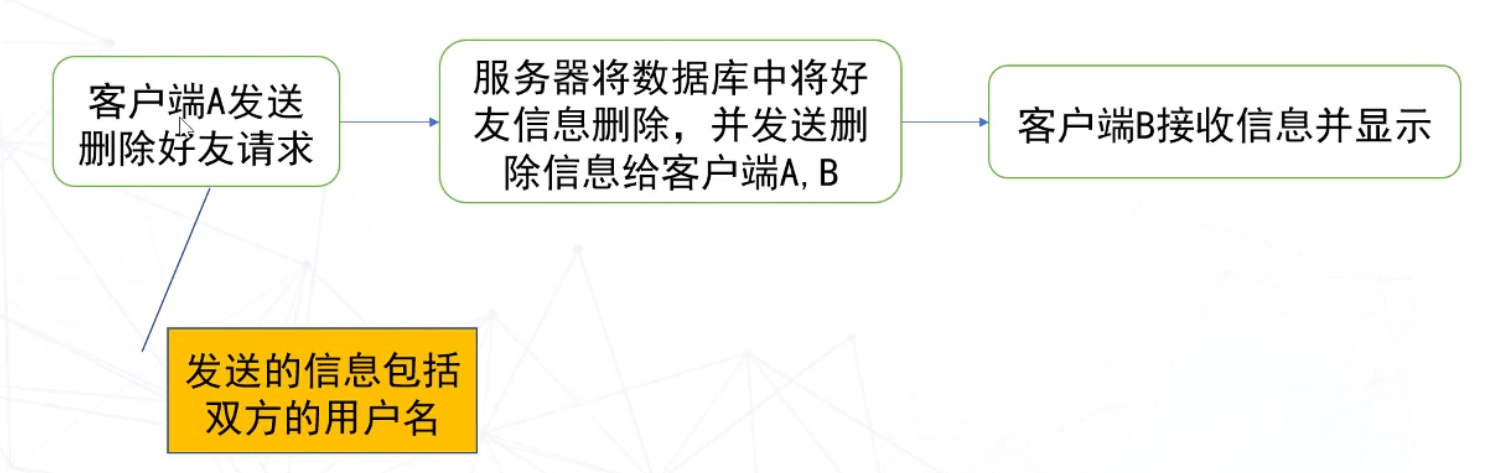 客户端A发送
删除好友请求
服务器将数据库中将好
友信息删除，并发送删
除信息给客户端A,B
客户端B接收信息并显示
发送的信息包括
双方的用户名